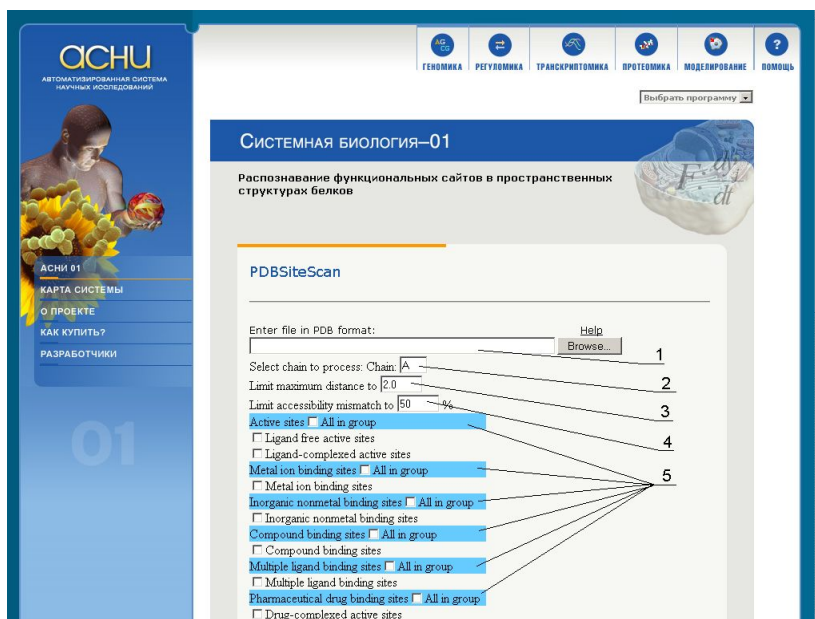 асни
АВТОМАТИЗИРОВАННАЯ СИСТЕМА
НАУЧНЫХ ИССЛЕДОВАНИЙ
AG
CG
ГЕНОМИКА
РЕГУЛОМИКА
ТРАНСКРИПТОМИКА
ПРОТЕОМИКА
МОДЕЛИРОВАНИЕ
?
ПОМОЩЬ
Выбрать программу
СИСТЕМНАЯ БИОЛОГИЯ–01
Распознавание функциональных сайтов в пространственных
структурах белков
F
dt
АСНИ 01
КАРТА СИСТЕМЫ
О ПРОЕКТЕ
КАК КУПИТЬ?
РАЗРАБОТЧИКИ
01
PDBSiteScan
Enter file in PDB format: Help
Browse... 1
Select chain to process: Chain: A 2
Limit maximum distance to 2.0 3
Limit accessibility mismatch to 50 % 4
Active sites All in group 5
Ligand free active sites
Ligand-complexed active sites
Metal ion binding sites All in group
Metal ion binding sites
Inorganic nonmetal binding sites All in group
Inorganic nonmetal binding sites
Compound binding sites All in group
Compound binding sites
Multiple ligand binding sites All in group
Multiple ligand binding sites
Pharmaceutical drug binding sites All in group
Drug-complexed active sites